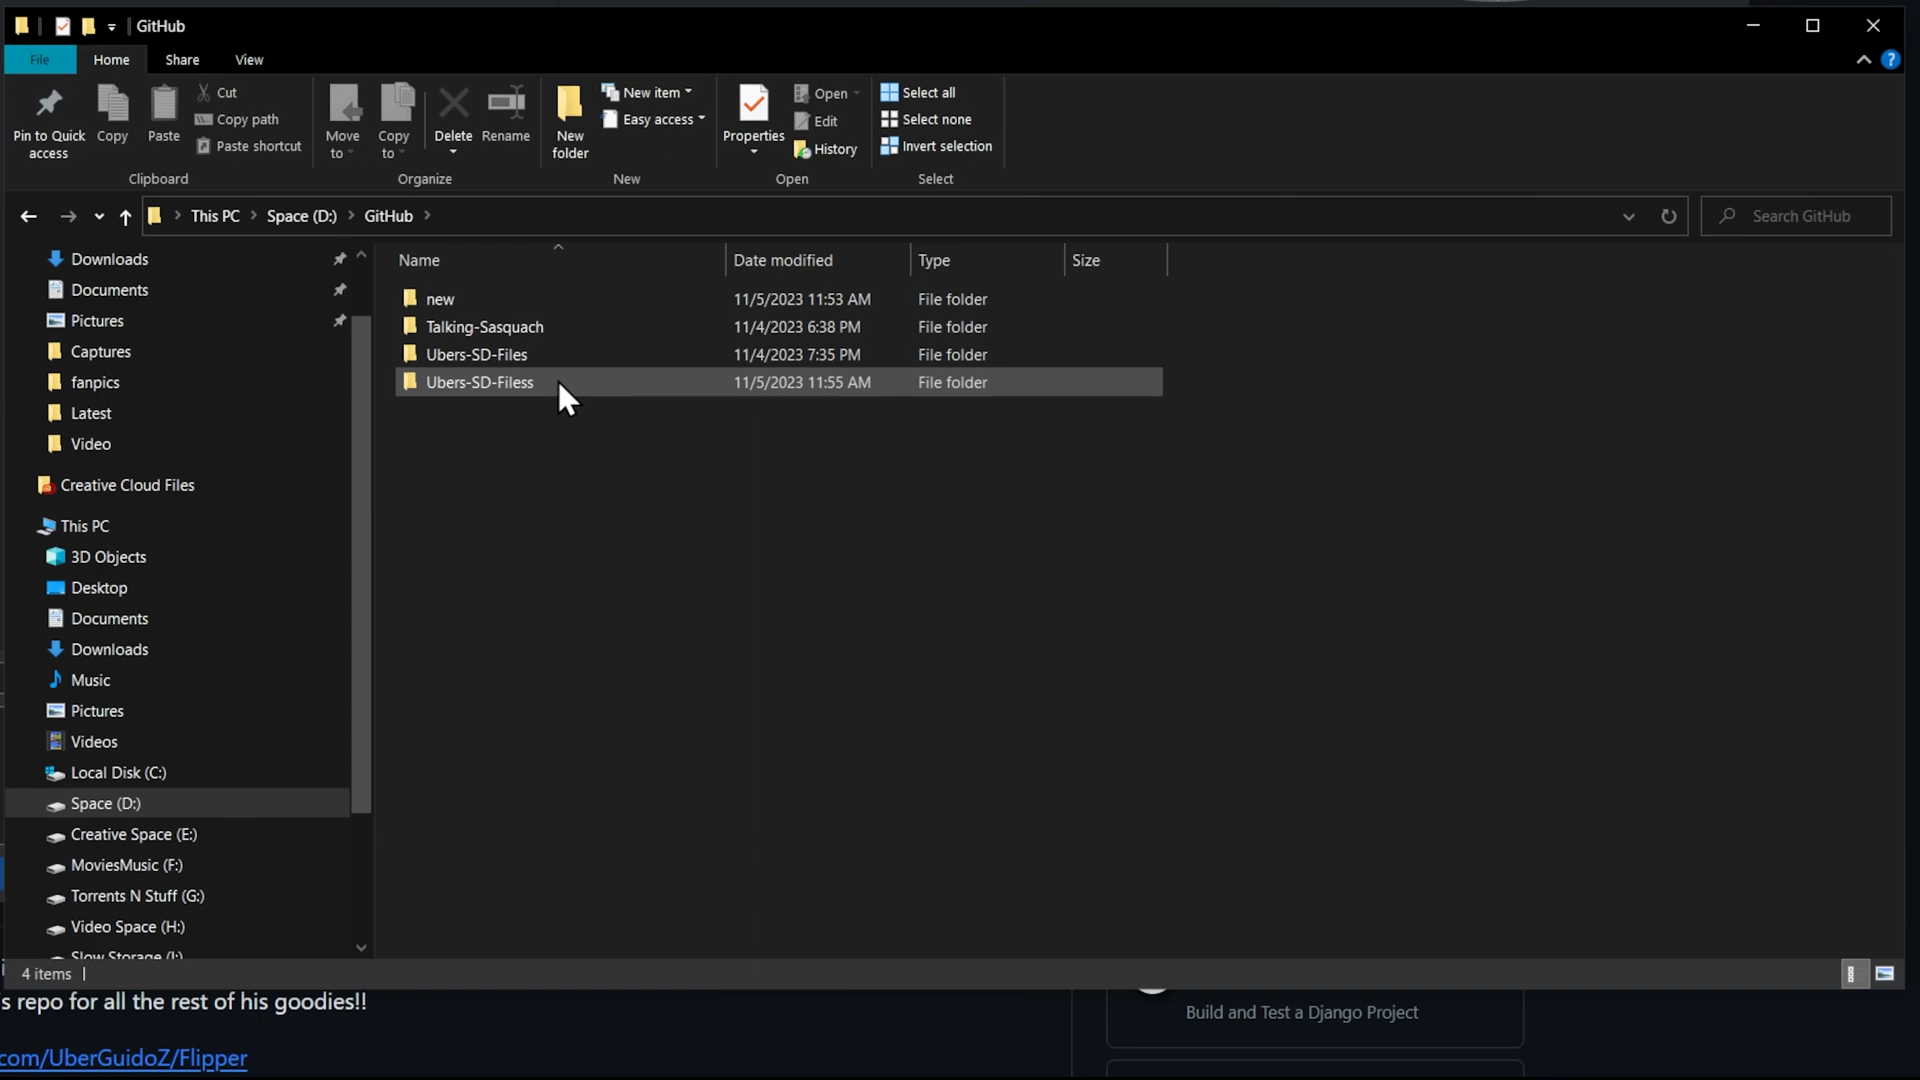 GitHub
File Home Share View
Pin to Quick access
Copy
Paste
Cut
Copy path
Paste shortcut
Clipboard
Move to
Copy to
Delete
Rename
Organize
New folder
New item
Easy access
New
Properties
Open
Edit
History
Open
Select all
Select none
Invert selection
Select
This PC > Space (D:) > GitHub >
Search GitHub
Downloads
Documents
Pictures
Captures
fanpics
Latest
Video
Creative Cloud Files
This PC
3D Objects
Desktop
Documents
Downloads
Music
Pictures
Videos
Local Disk (C:)
Space (D:)
Creative Space (E:)
MoviesMusic (F:)
Torrents N Stuff (G:)
Video Space (H:)
Slow Storage (I:)
Name Date modified Type Size
new 11/5/2023 11:53 AM File folder
Talking-Sasquach 11/4/2023 6:38 PM File folder
Ubers-SD-Files 11/4/2023 7:35 PM File folder
Ubers-SD-Filess 11/5/2023 11:55 AM File folder
4 items
s repo for all the rest of his goodies!!
com/UberGuidoZ/Flipper
Build and Test a Django Project